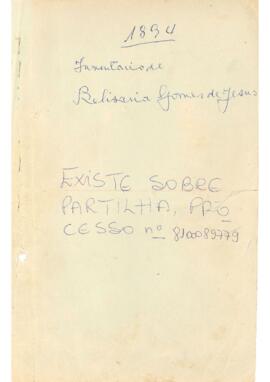 1894
Inventario de
Belisaria Gomes de Jesus
EXISTE SOBRE
PARTILHA, PRO
CESSO nº 8100089779